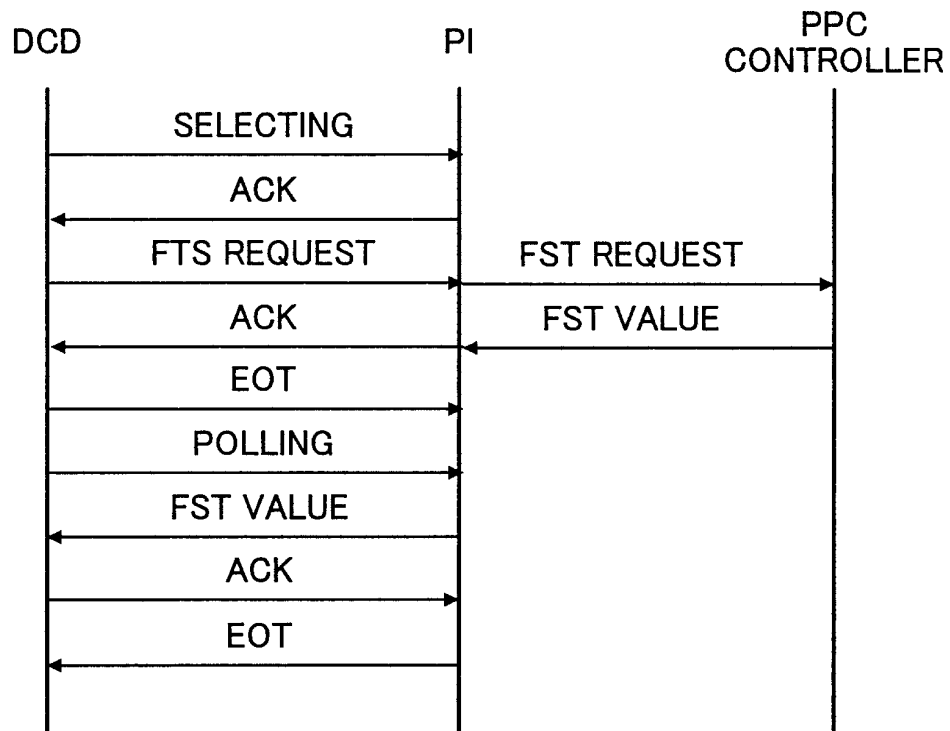 DCD
PI
PPC
CONTROLLER
SELECTING
ACK
FTS REQUEST
FST REQUEST
ACK
FST VALUE
EOT
POLLING
FST VALUE
ACK
EOT